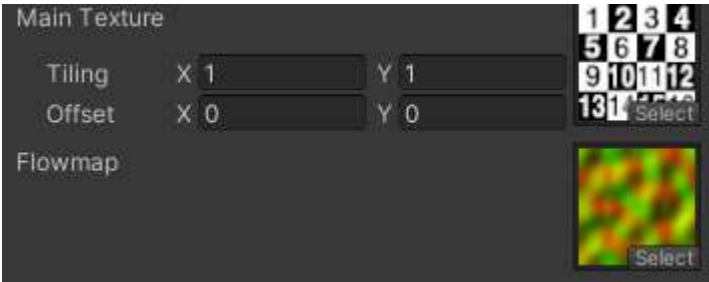 Main Texture
Tiling X 1 Y 1
Offset X 0 Y 0
1 2 3 4
5 6 7 8
9 10 11 12
13 14
Select
Flowmap
Select